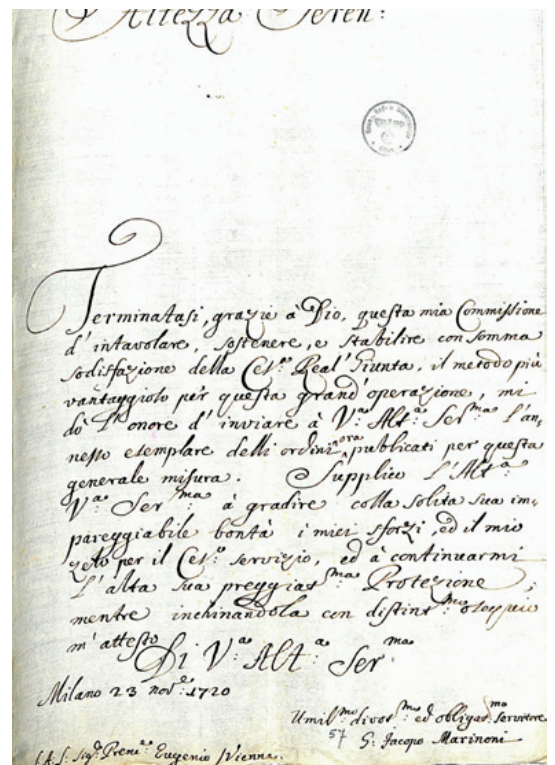 Altezza Seren:
Terminatasi, grazie à Dio, questa mia Commissione
d'intavolare, sostenere, e stabilire con somma
sodisfazione della Ces.ª Real' Giunta, il metodo più
vantaggioso per questa grand'operazione, mi
dò l'onore d'inviare à V.ª Alt.ª Ser.ma l'an-
nesso esemplare delli ordini ora publicati per questa
generale misura. Supplico l'Alt.ª
V.ª Ser.ma à gradire colla solita sua im-
pareggiabile bontà i miei sforzi, ed il mio
zelo per il Ces.º servizio, ed à continuarmi
l'alta sua preggias.ma Protezione;
mentre inchinandola con distint.mo ossequio
m'attesto
Di V.ª Alt.ª Ser.ma
Milano 23 nov.e 1720
Umil.mo divot.mo ed obligat.mo servitore
57
G: Jacopo Marinoni
S.A.S: Sig.r Prene.e Eugenio Vienna.